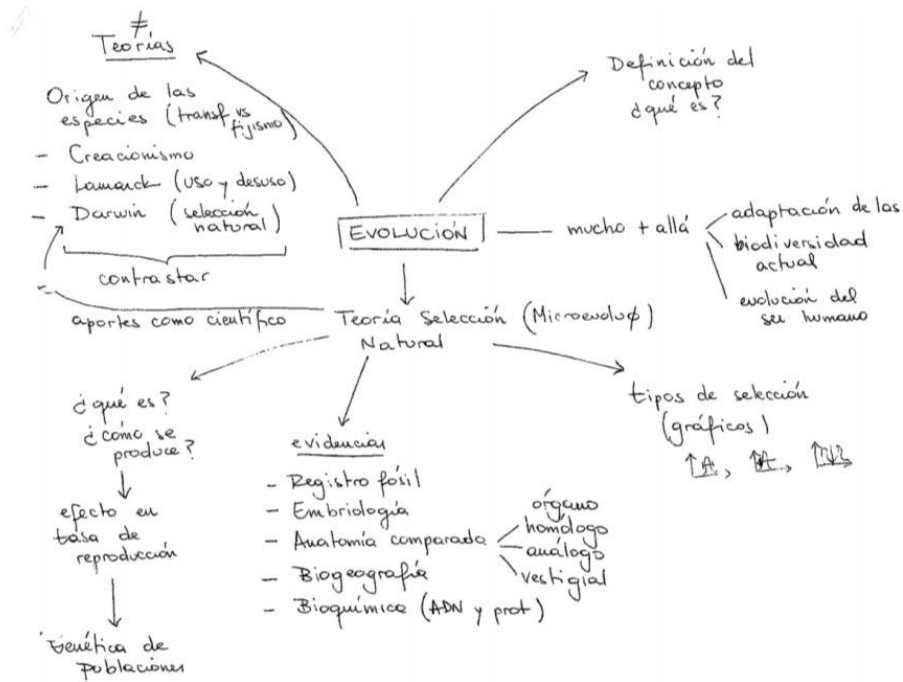 ≠
Teorías
Origen de las
especies (transf vs
fijismo)
- Creacionismo
- Lamarck (uso y desuso)
- Darwin (selección
natural)
contrastar
aportes como científico
Definición del
concepto
¿qué es?
EVOLUCIÓN
mucho + allá
adaptación de las
biodiversidad
actual
evolución del
ser humano
Teoría Selección (Microevoluø)
Natural
¿qué es?
¿cómo se
produce?
efecto en
tasa de
reproducción
Genética de
poblaciones
evidencias
- Registro fósil
- Embriología
- Anatomía comparada
órgano
homólogo
análogo
vestigial
- Biogeografía
- Bioquímica (ADN y prot)
tipos de selección
(gráficos)